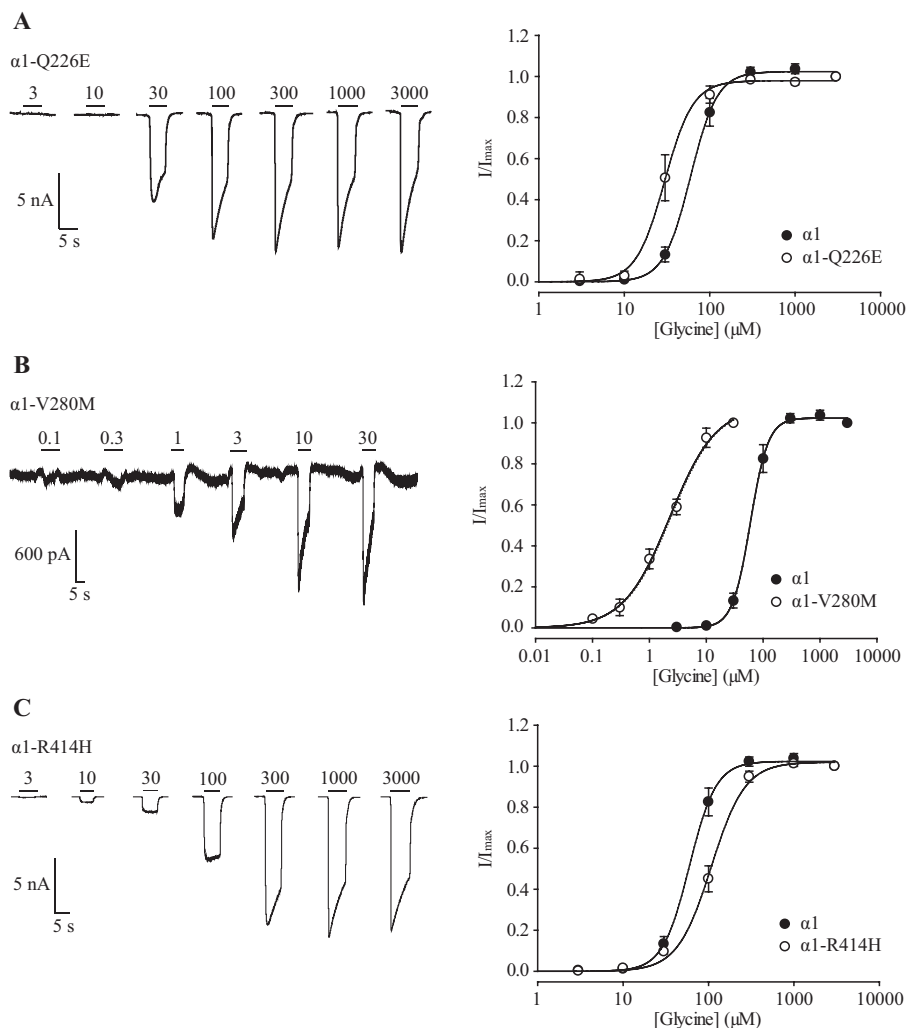 A
α1-Q226E
3 10 30 100 300 1000 3000
5 nA
5 s
1.2
1.0
0.8
0.6
0.4
0.2
0.0
I/Imax
α1
α1-Q226E
1 10 100 1000 10000
[Glycine] (μM)
B
α1-V280M
0.1 0.3 1 3 10 30
600 pA
5 s
1.2
1.0
0.8
0.6
0.4
0.2
0.0
I/Imax
α1
α1-V280M
0.01 0.1 1 10 100 1000 10000
[Glycine] (μM)
C
α1-R414H
3 10 30 100 300 1000 3000
5 nA
5 s
1.2
1.0
0.8
0.6
0.4
0.2
0.0
I/Imax
α1
α1-R414H
1 10 100 1000 10000
[Glycine] (μM)